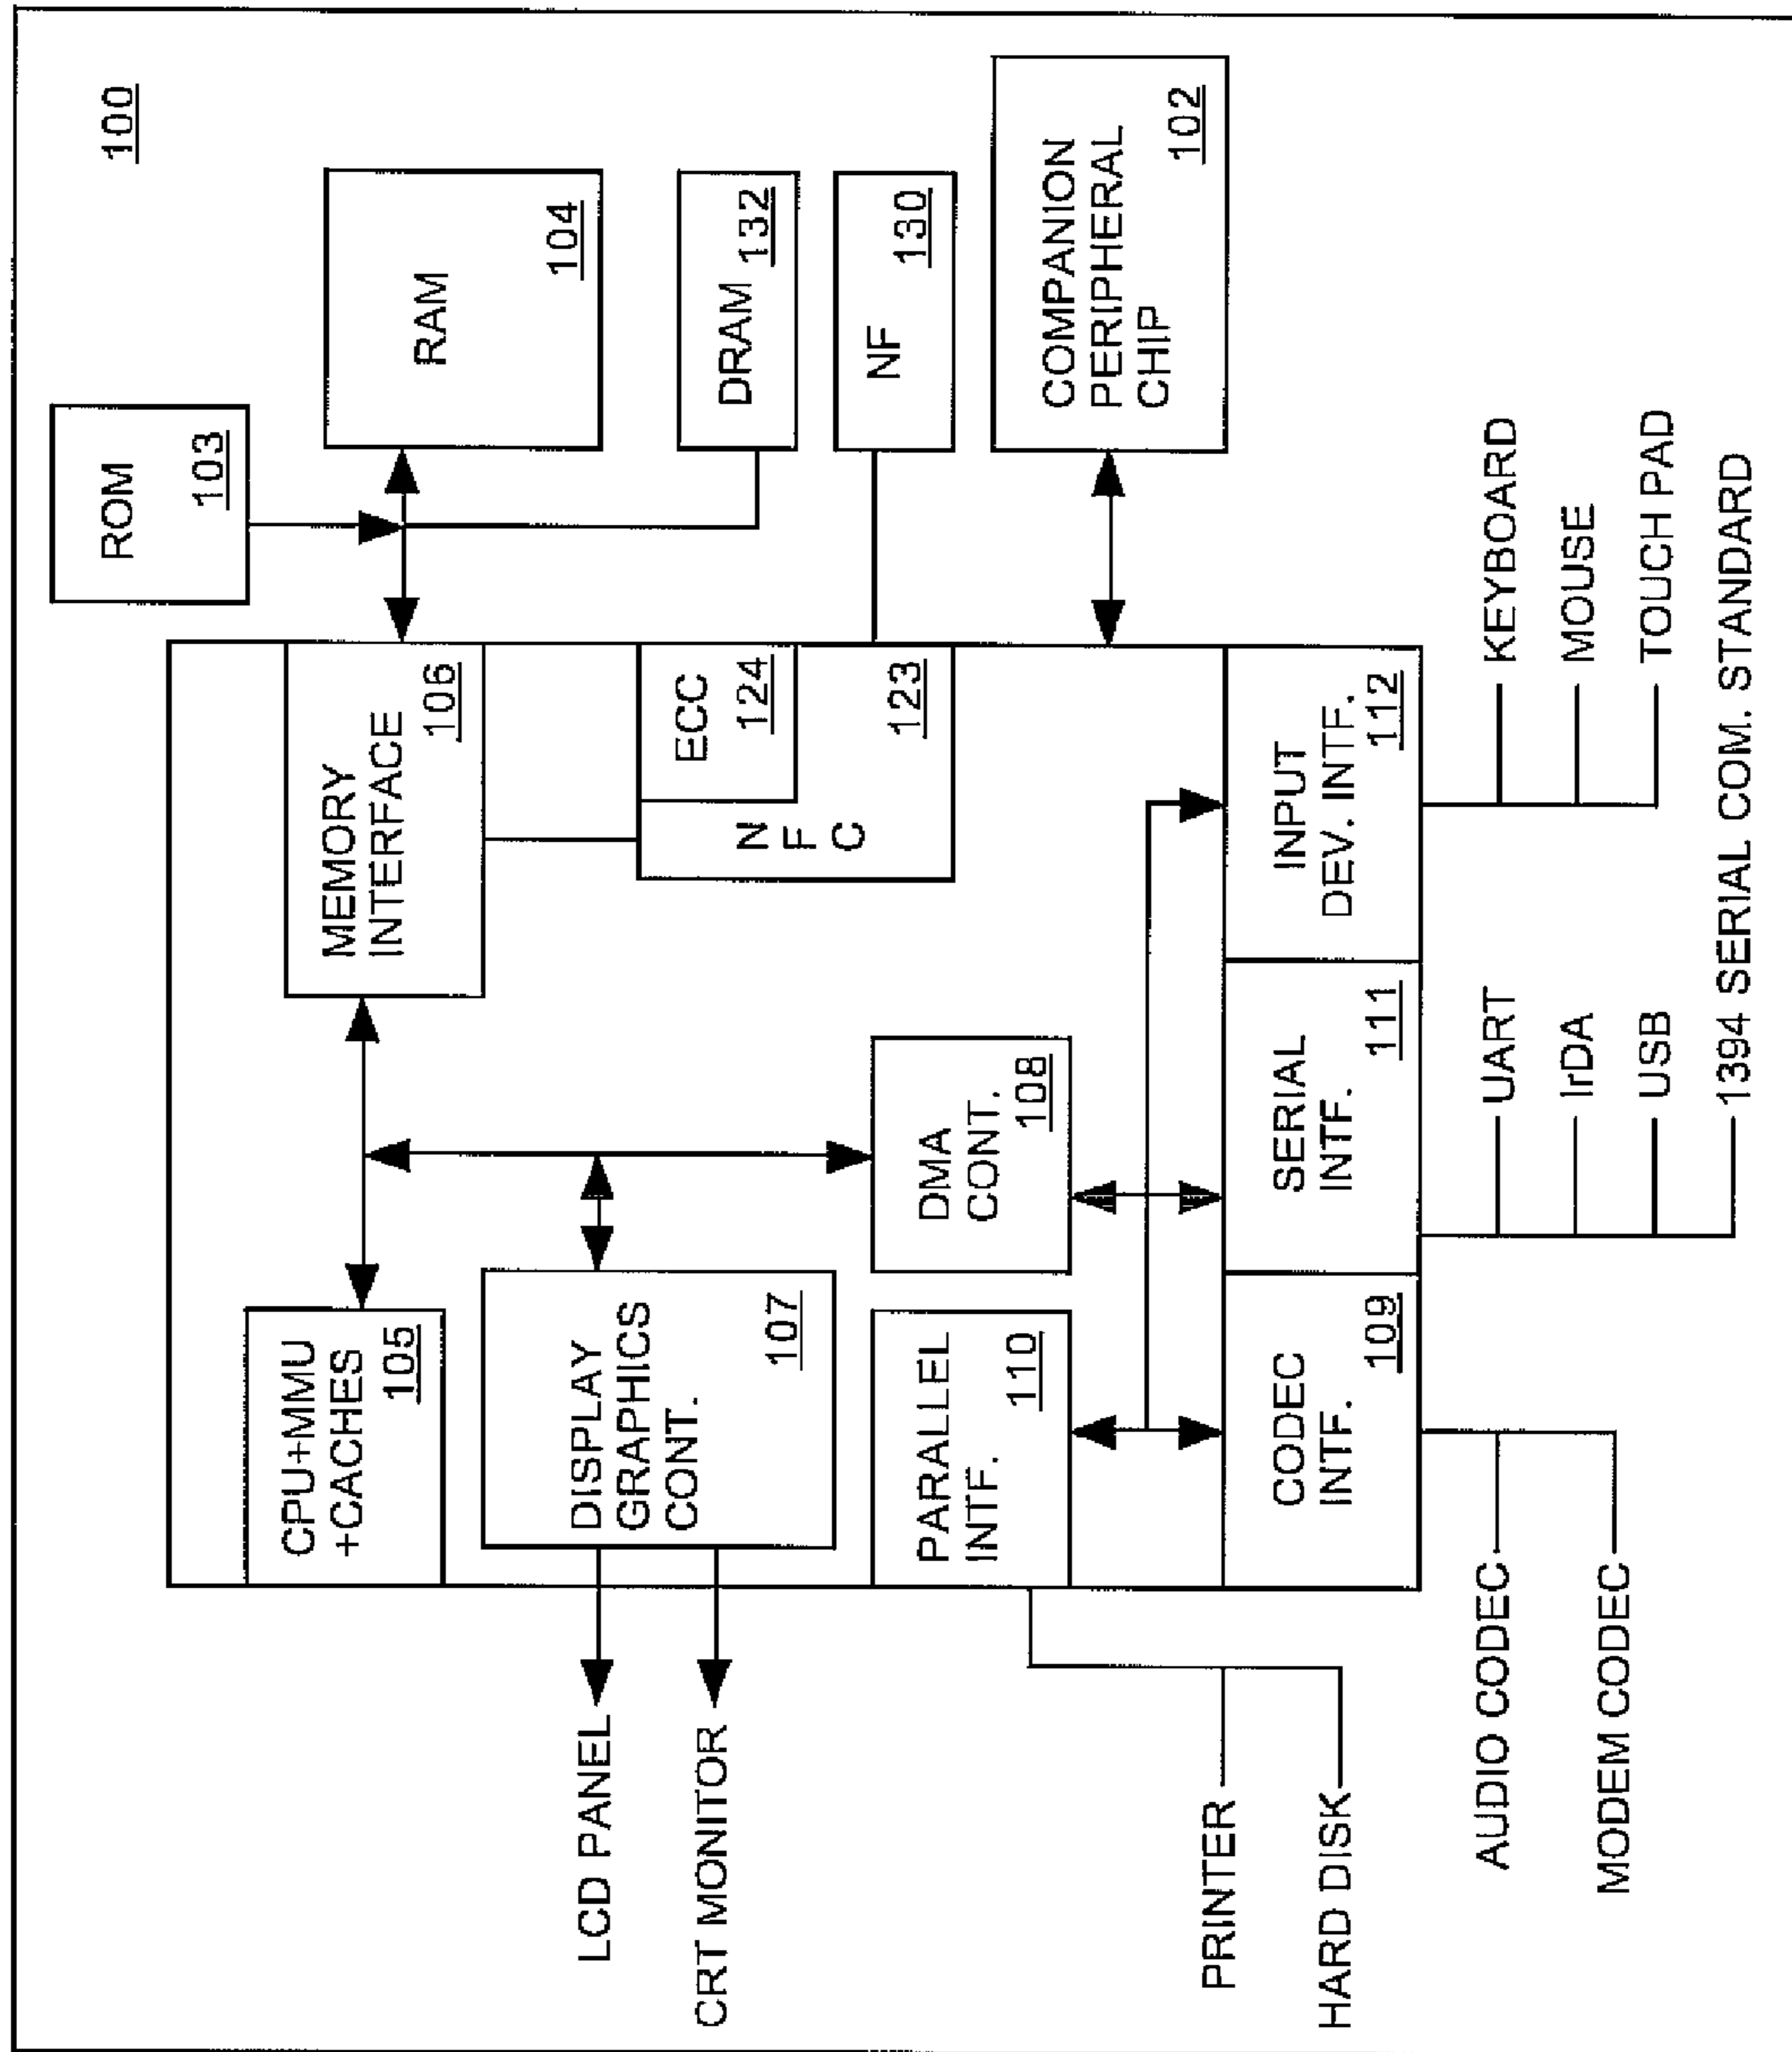 100
ROM
103
RAM
104
DRAM
132
NF
130
COMPANION
PERIPHERAL
CHIP
102
CPU+MMU
+CACHES
105
MEMORY
INTERFACE
106
ECC
124
N
F
C
123
DISPLAY
GRAPHICS
CONT.
107
DMA
CONT.
108
PARALLEL
INTF.
110
CODEC
INTF.
109
SERIAL
INTF.
111
INPUT
DEV. INTF.
112
LCD PANEL
CRT MONITOR
PRINTER
HARD DISK
AUDIO CODEC
MODEM CODEC
UART
IrDA
USB
1394 SERIAL COM. STANDARD
KEYBOARD
MOUSE
TOUCH PAD